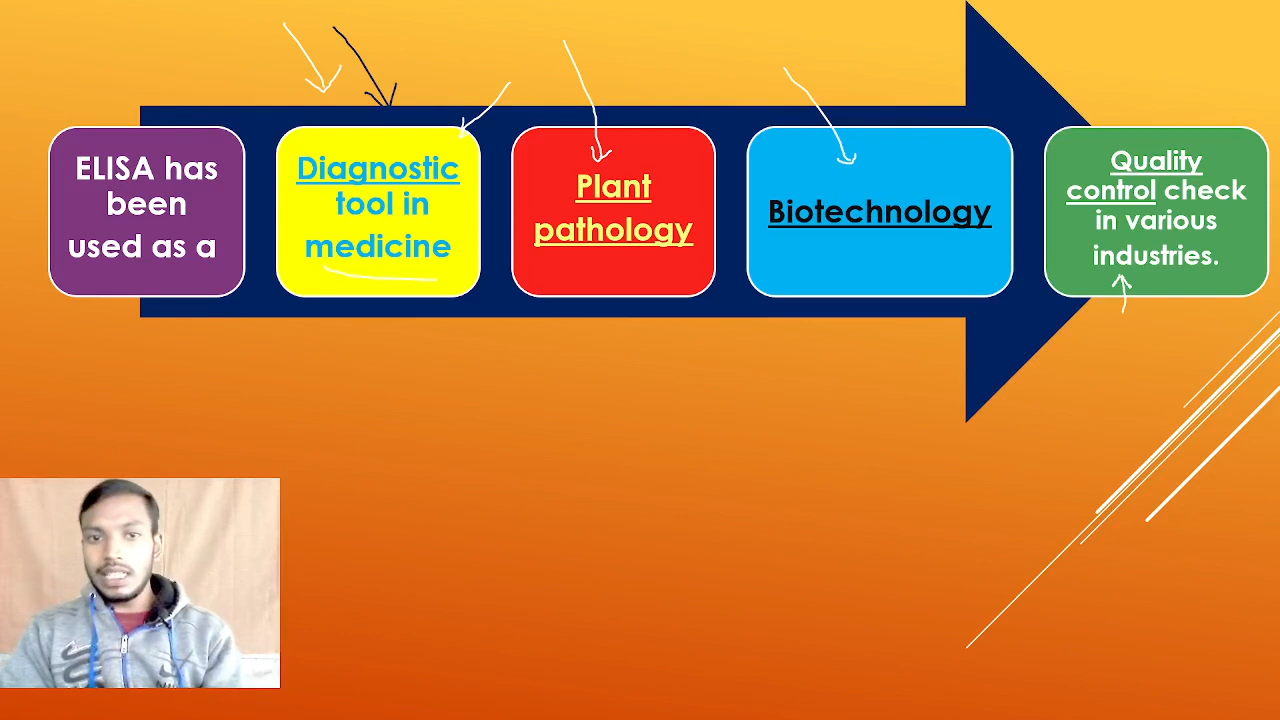 ELISA has
been
used as a
Diagnostic
tool in
medicine
Plant
pathology
Biotechnology
Quality
control check
in various
industries.